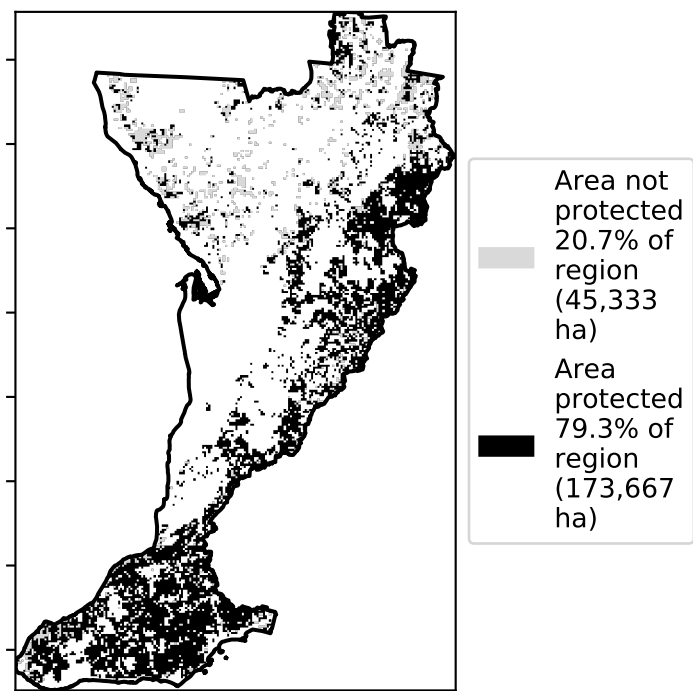 Area not
protected
20.7% of
region
(45,333
ha)
Area
protected
79.3% of
region
(173,667
ha)